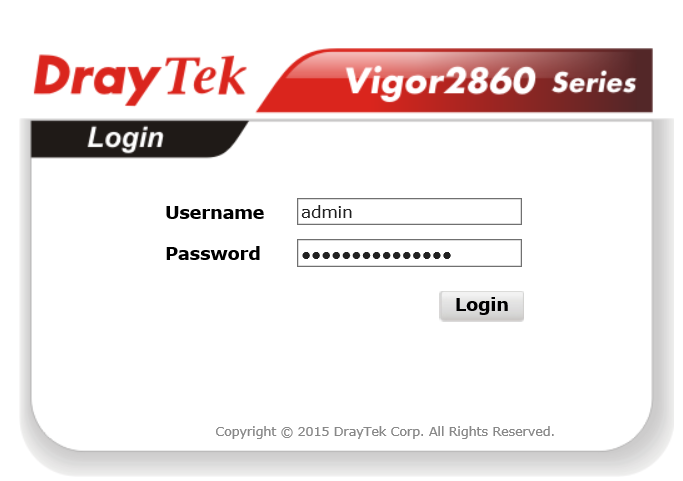 DrayTek Vigor2860 Series
Login
Username admin
Password •••••••••••••••
Login
Copyright © 2015 DrayTek Corp. All Rights Reserved.